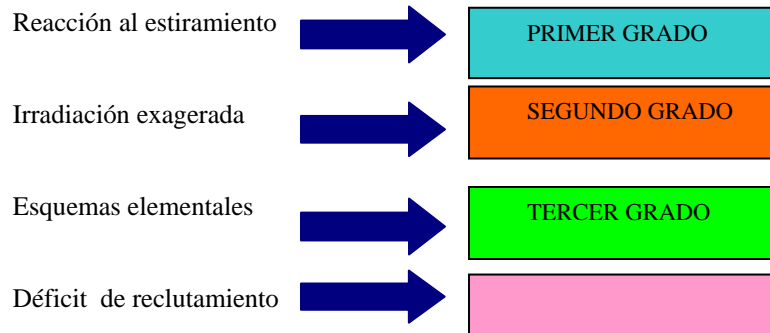 Reacción al estiramiento PRIMER GRADO
Irradiación exagerada SEGUNDO GRADO
Esquemas elementales TERCER GRADO
Déficit de reclutamiento